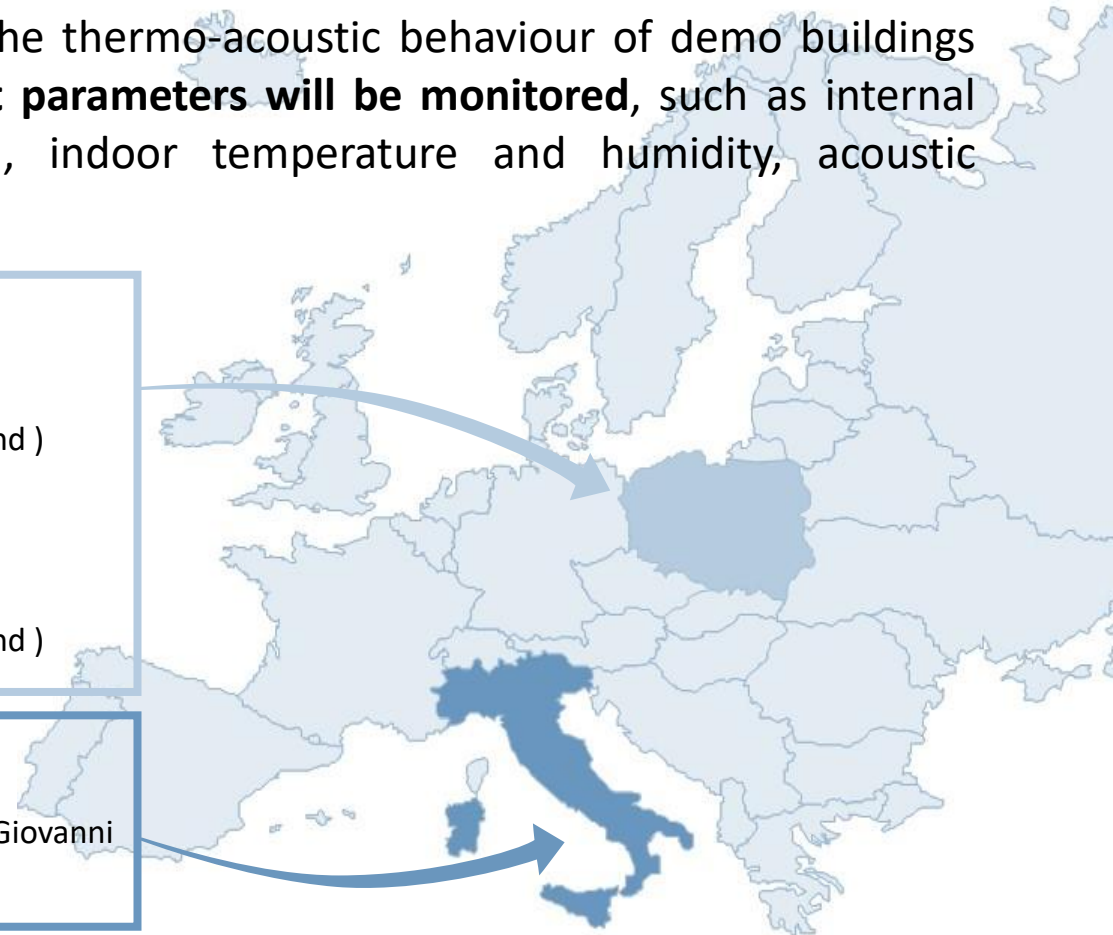 he thermo-acoustic behaviour of demo buildings
parameters will be monitored, such as internal
, indoor temperature and humidity, acoustic
nd )
nd )
Giovanni